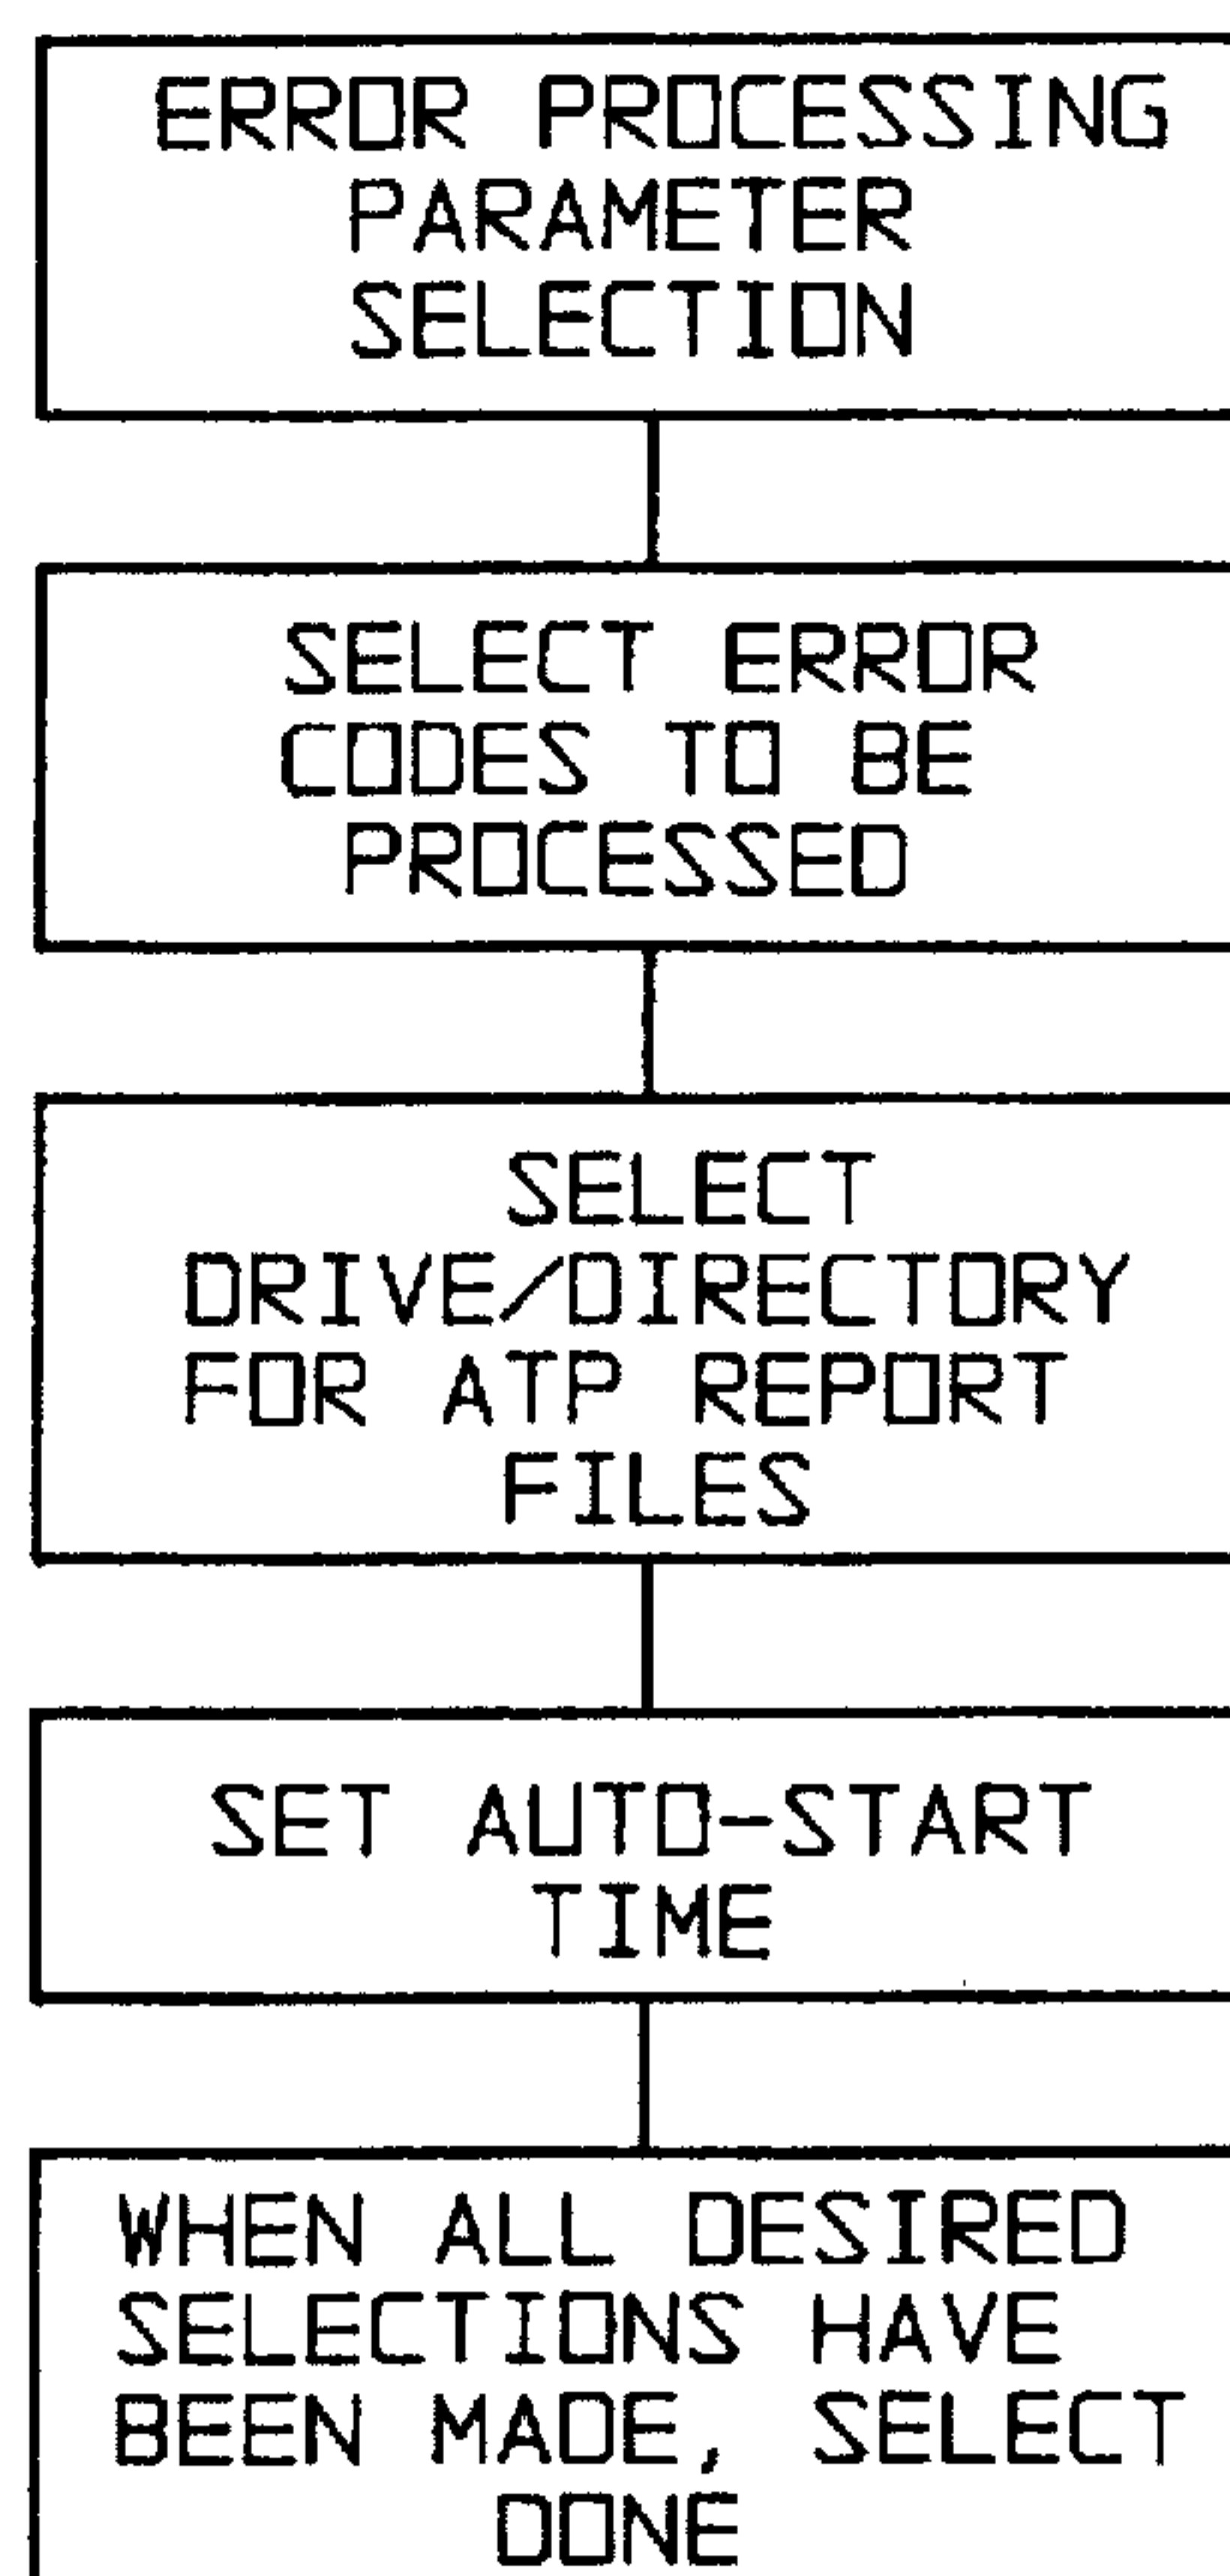 ERROR PROCESSING
PARAMETER
SELECTION
SELECT ERROR
CODES TO BE
PROCESSED
SELECT
DRIVE/DIRECTORY
FOR ATP REPORT
FILES
SET AUTO-START
TIME
WHEN ALL DESIRED
SELECTIONS HAVE
BEEN MADE, SELECT
DONE